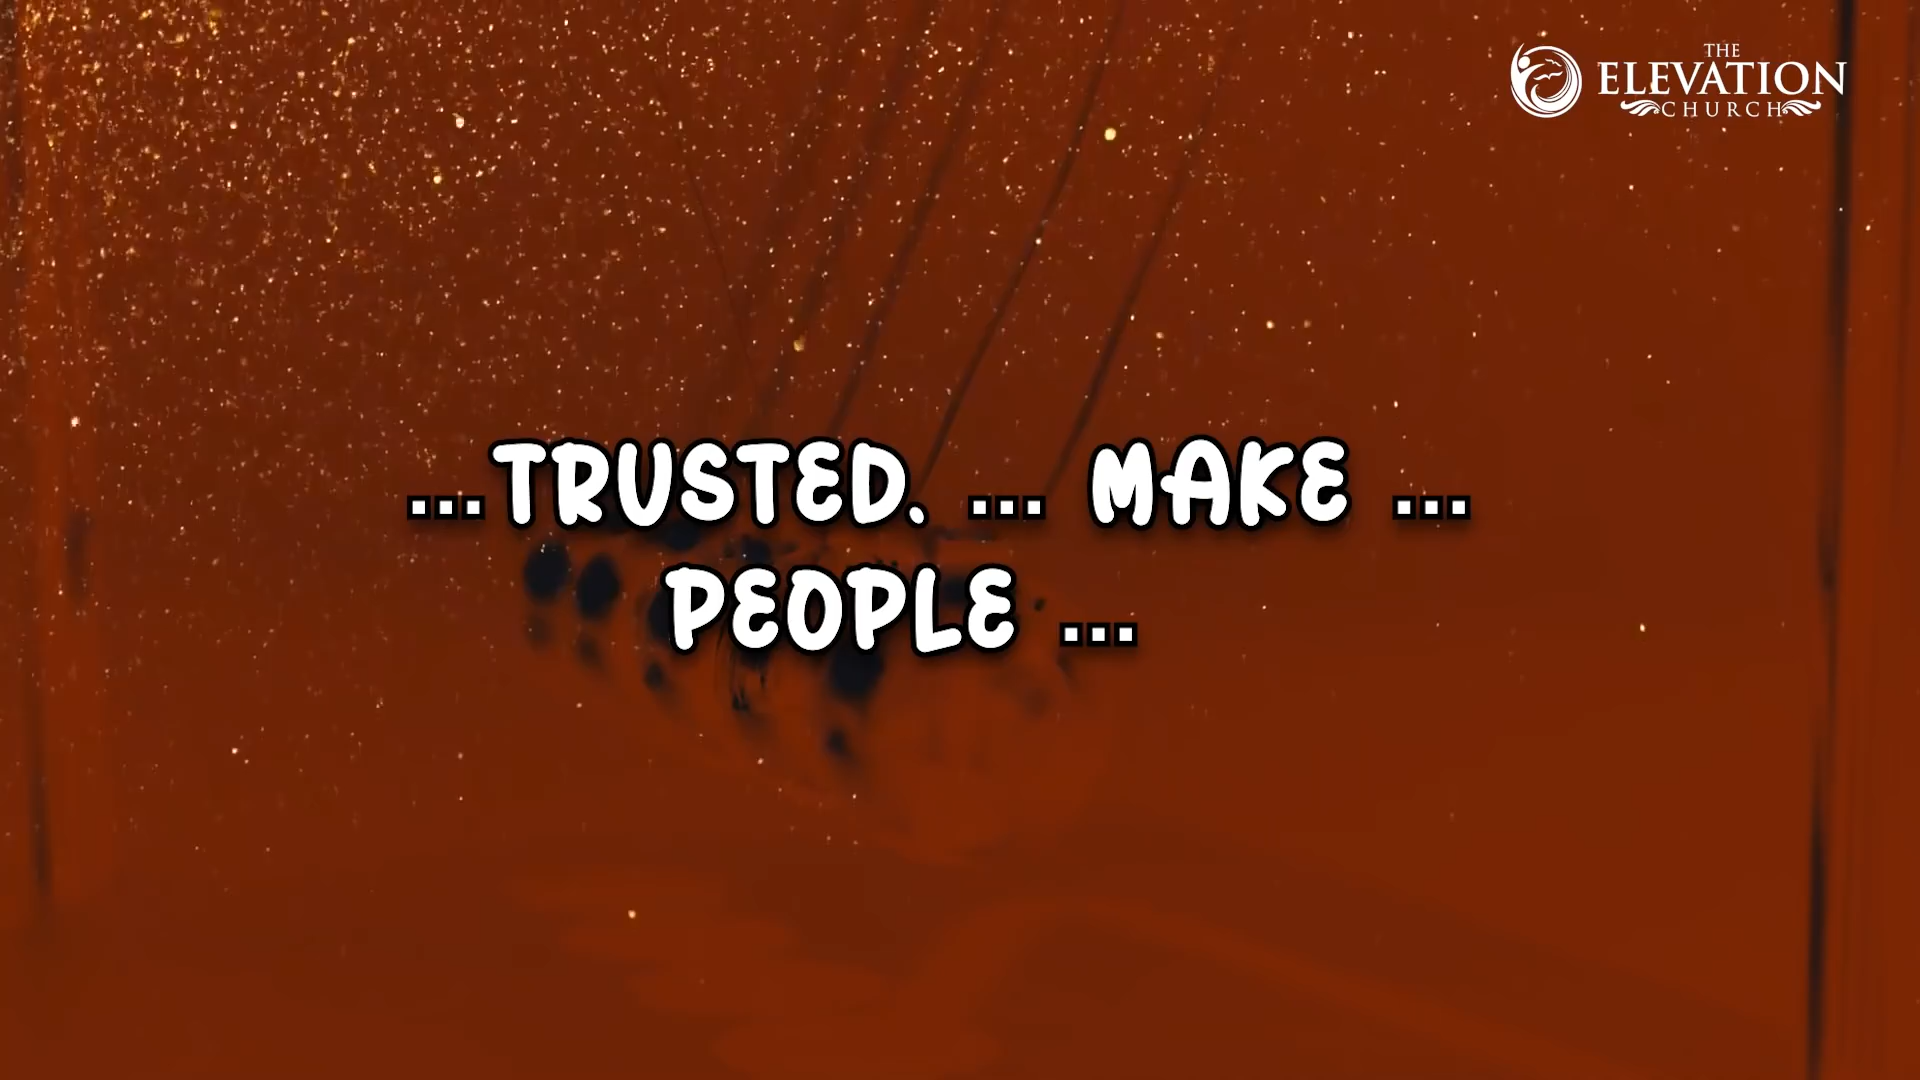 THE
ELEVATION
CHURCH
...TRUSTED. ... MAKE ...
PEOPLE ...